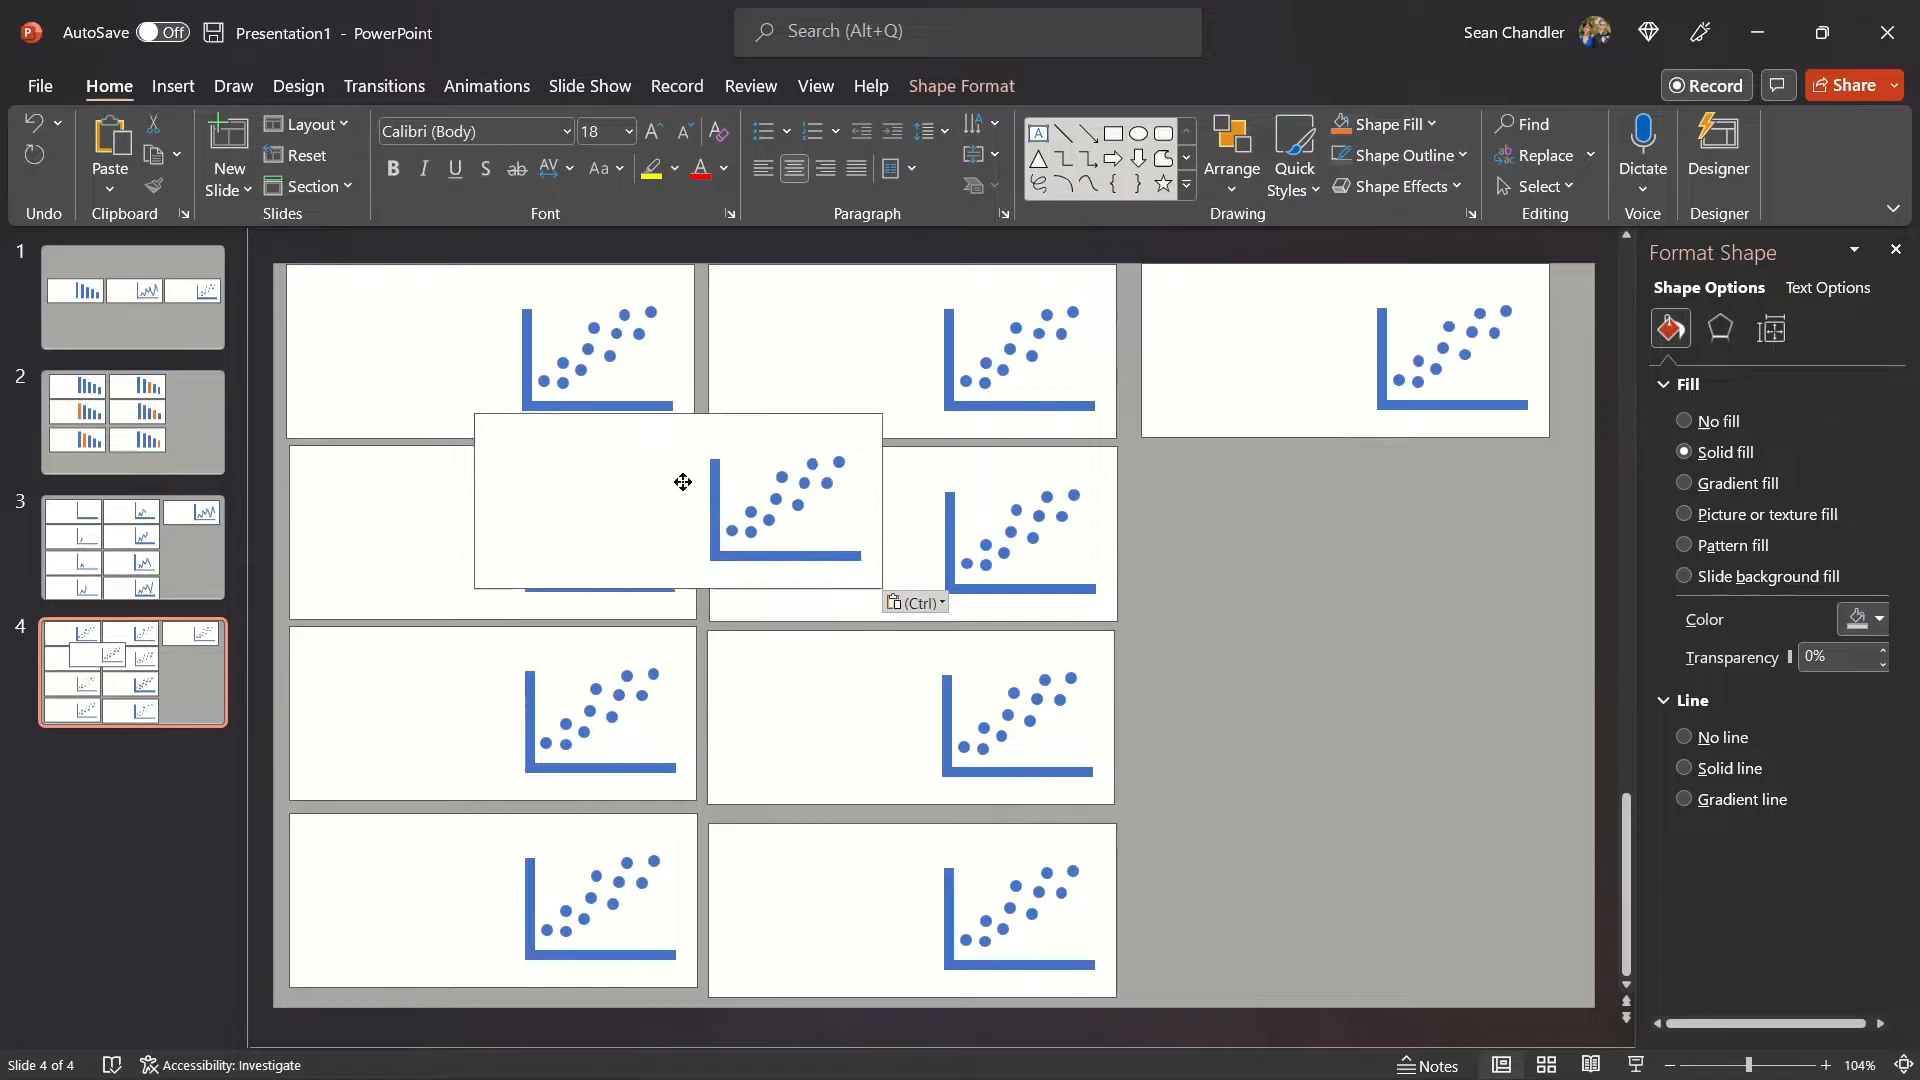 AutoSave Off Presentation1 - PowerPoint Search (Alt+Q) Sean Chandler
File Home Insert Draw Design Transitions Animations Slide Show Record Review View Help Shape Format Record Share
Paste
New Slide
Layout
Reset
Section
Calibri (Body) 18
B I U S ab AV Aa A
Arrange
Quick Styles
Shape Fill
Shape Outline
Shape Effects
Find
Replace
Select
Dictate
Designer
Undo Clipboard Slides Font Paragraph Drawing Editing Voice Designer
1
2
3
4
(Ctrl)
Format Shape
Shape Options Text Options
Fill
No fill
Solid fill
Gradient fill
Picture or texture fill
Pattern fill
Slide background fill
Color
Transparency 0%
Line
No line
Solid line
Gradient line
Slide 4 of 4 Accessibility: Investigate Notes 104%